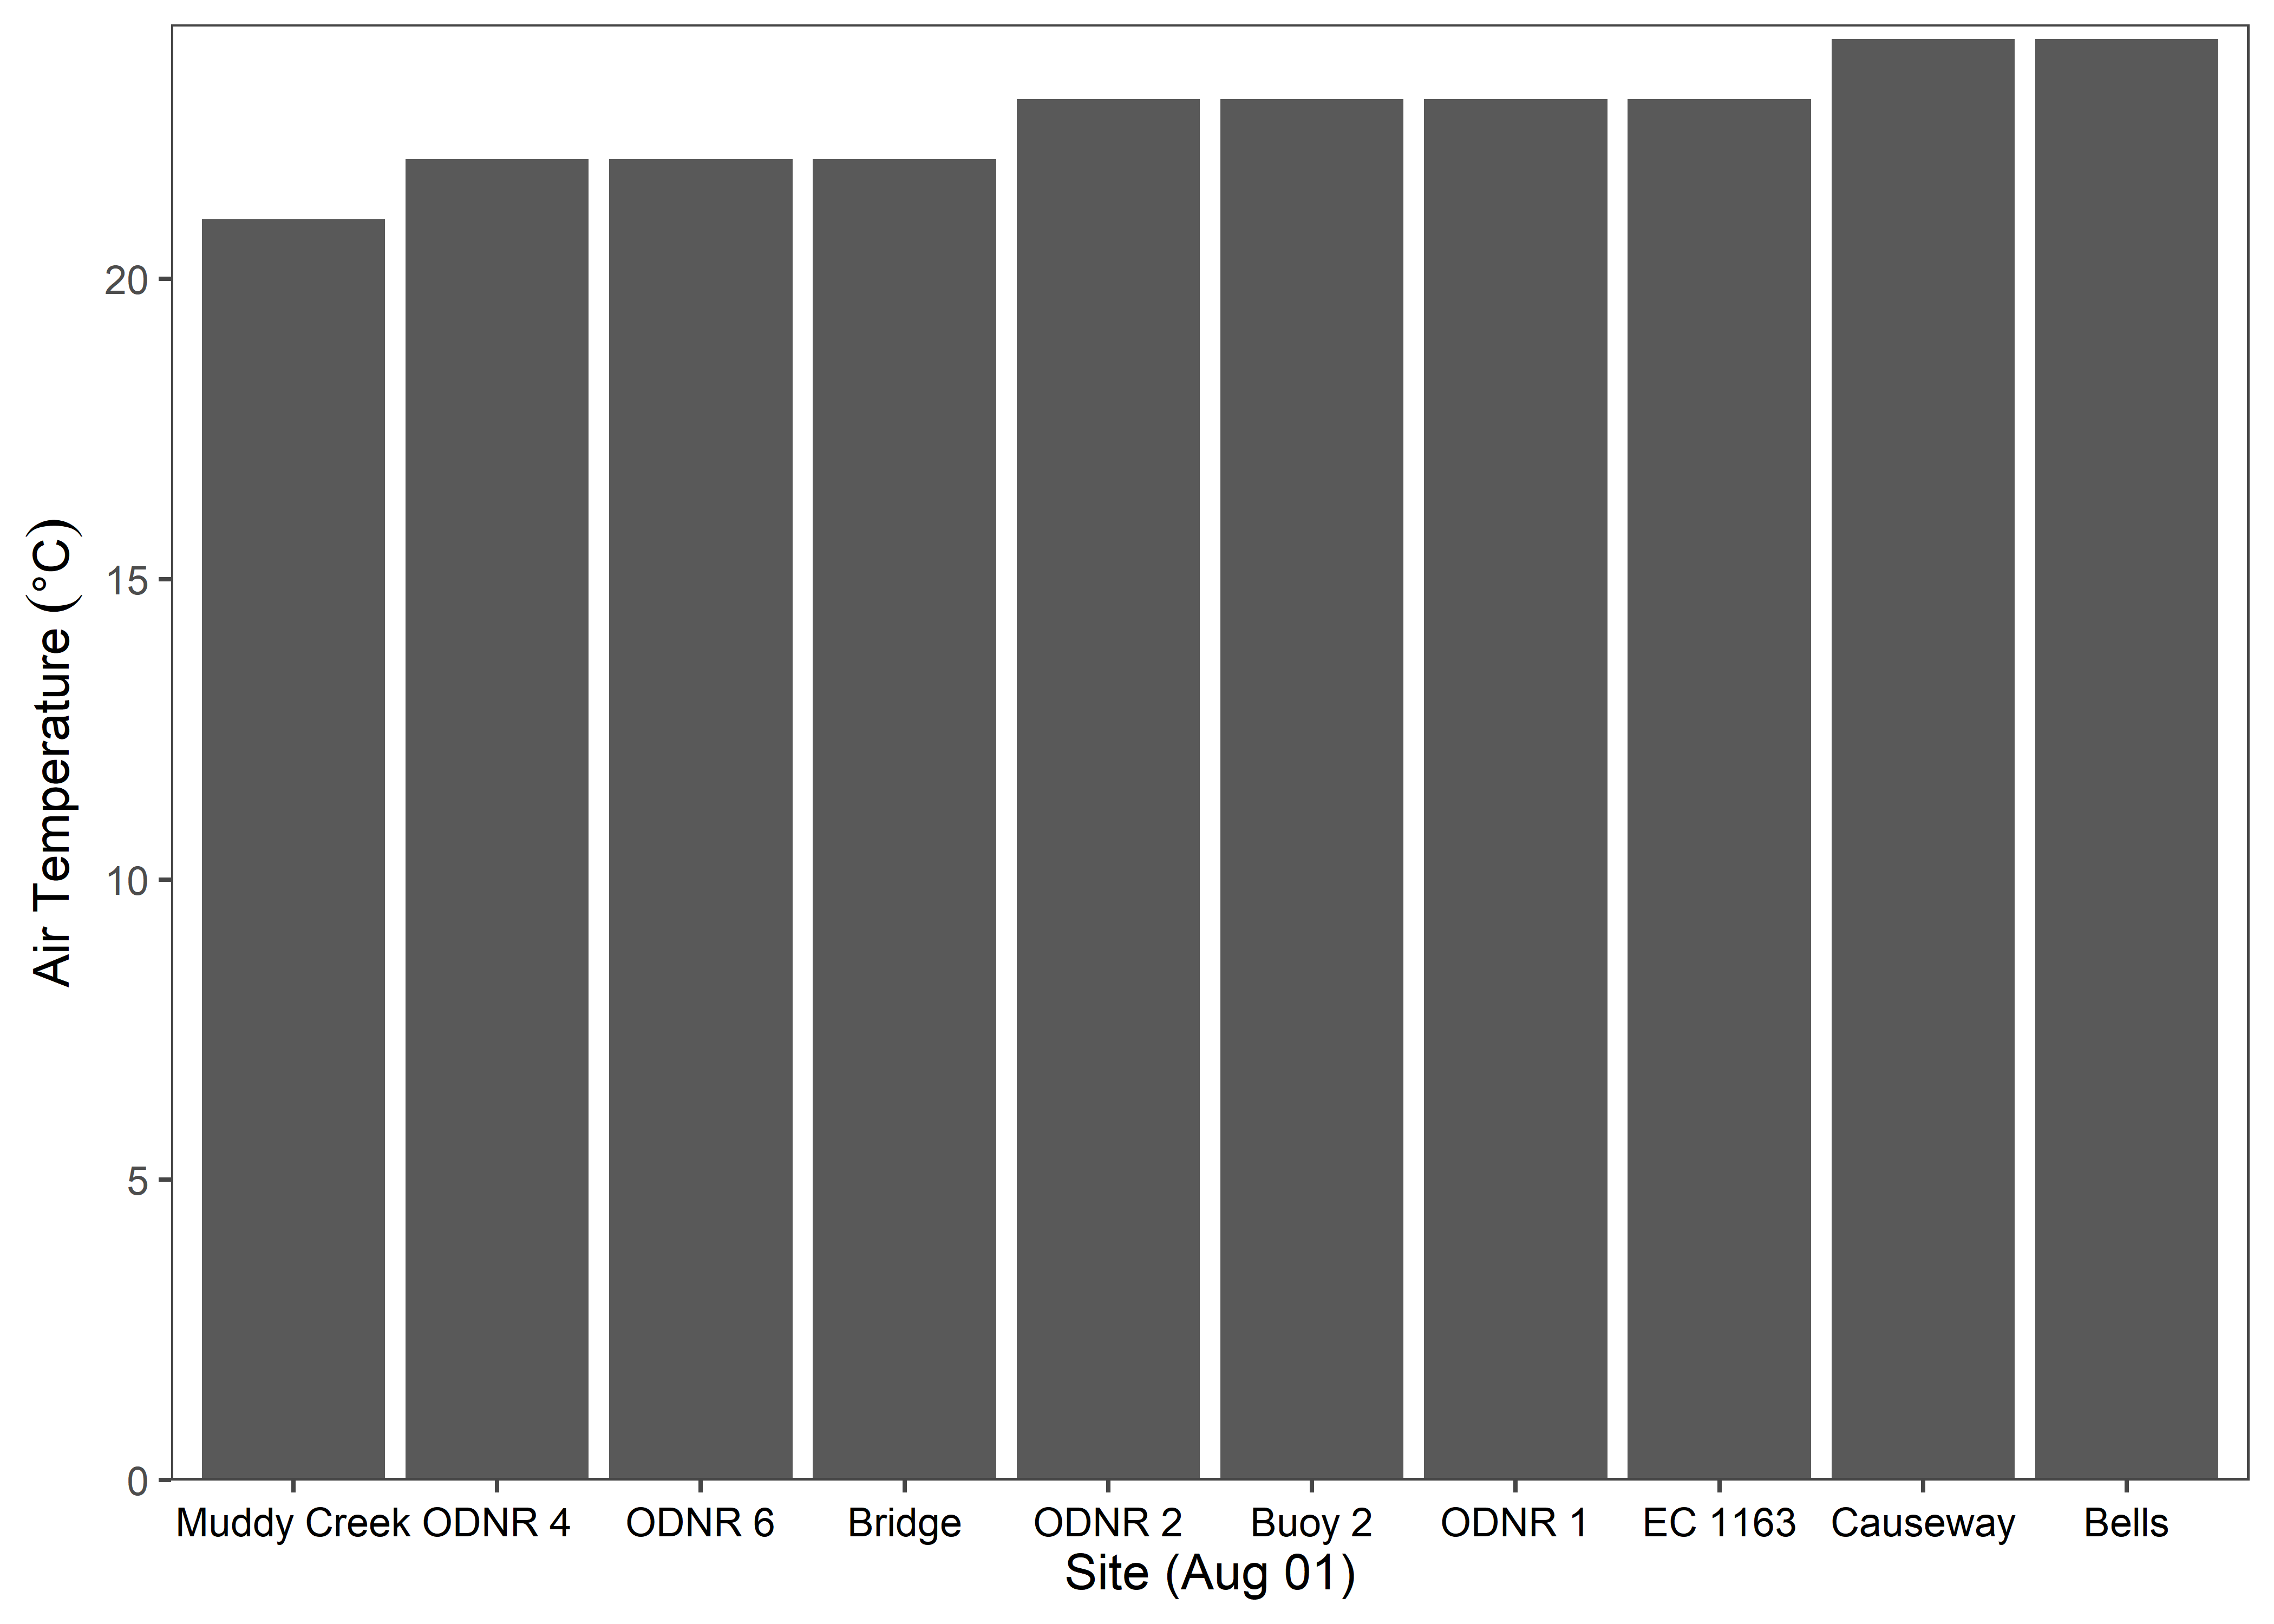 Air Temperature (°C)
20
15
10
5
0
Muddy Creek ODNR 4 ODNR 6 Bridge ODNR 2 Buoy 2 ODNR 1 EC 1163 Causeway Bells
Site (Aug 01)